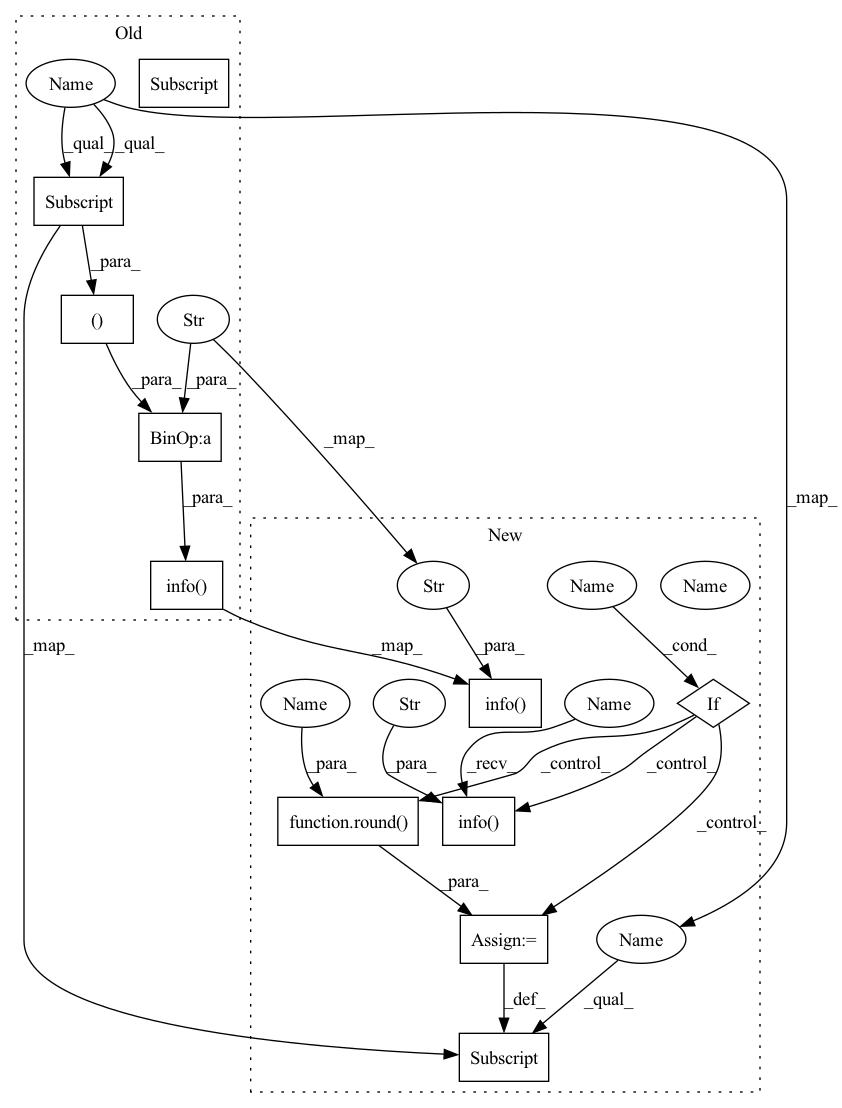 Old
Name
Subscript
_qual_
_qual_
Subscript
_para_
()
Str
_para_
_para_
_map_
BinOp:a
_para_
_map_
New
info()
Str
Name
Name
_map_
_map_
_para_
_cond_
Name
Str
info()
Name
If
_para_
_para_
_recv_
_control_
_control_
function.round()
info()
_control_
_para_
Assign:=
Name
_def_
_qual_
Subscript